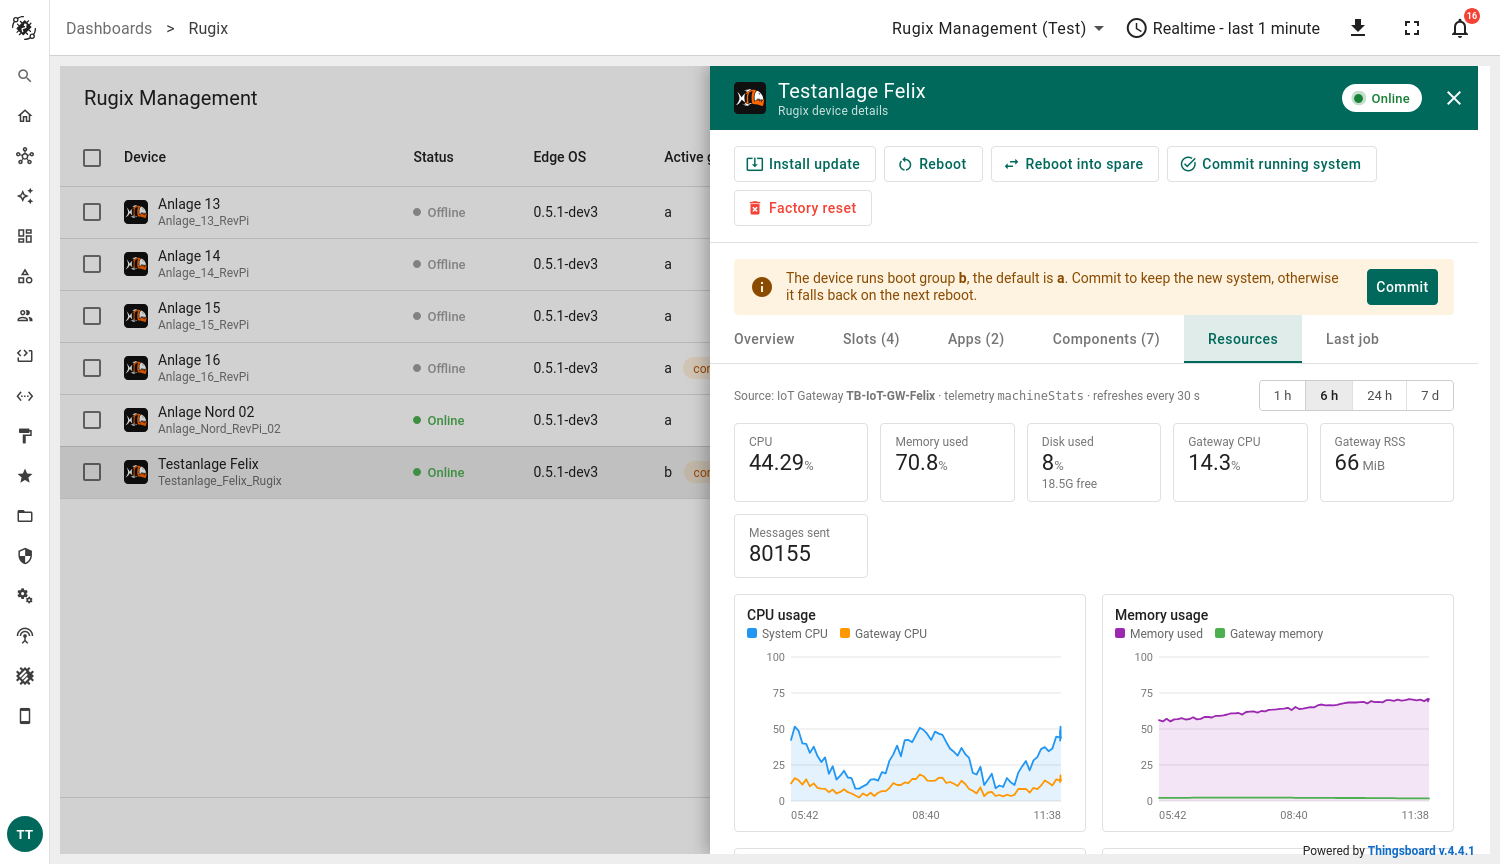 Dashboards > Rugix
Rugix Management (Test)
Realtime - last 1 minute
16
Rugix Management
Device Status Edge OS Active g
Anlage 13
Anlage_13_RevPi
Offline 0.5.1-dev3 a
Anlage 14
Anlage_14_RevPi
Offline 0.5.1-dev3 a
Anlage 15
Anlage_15_RevPi
Offline 0.5.1-dev3 a
Anlage 16
Anlage_16_RevPi
Offline 0.5.1-dev3 a cor
Anlage Nord 02
Anlage_Nord_RevPi_02
Online 0.5.1-dev3 a
Testanlage Felix
Testanlage_Felix_Rugix
Online 0.5.1-dev3 b cor
TT
Testanlage Felix
Rugix device details
Online
Install update
Reboot
Reboot into spare
Commit running system
Factory reset
The device runs boot group b, the default is a. Commit to keep the new system, otherwise
it falls back on the next reboot.
Commit
Overview Slots (4) Apps (2) Components (7) Resources Last job
Source: IoT Gateway TB-IoT-GW-Felix · telemetry machineStats · refreshes every 30 s
1 h 6 h 24 h 7 d
CPU
44.29%
Memory used
70.8%
Disk used
8%
18.5G free
Gateway CPU
14.3%
Gateway RSS
66 MiB
Messages sent
80155
CPU usage
System CPU Gateway CPU
100
75
50
25
0
05:42 08:40 11:38
Memory usage
Memory used Gateway memory
100
75
50
25
0
05:42 08:40 11:38
Powered by Thingsboard v.4.4.1